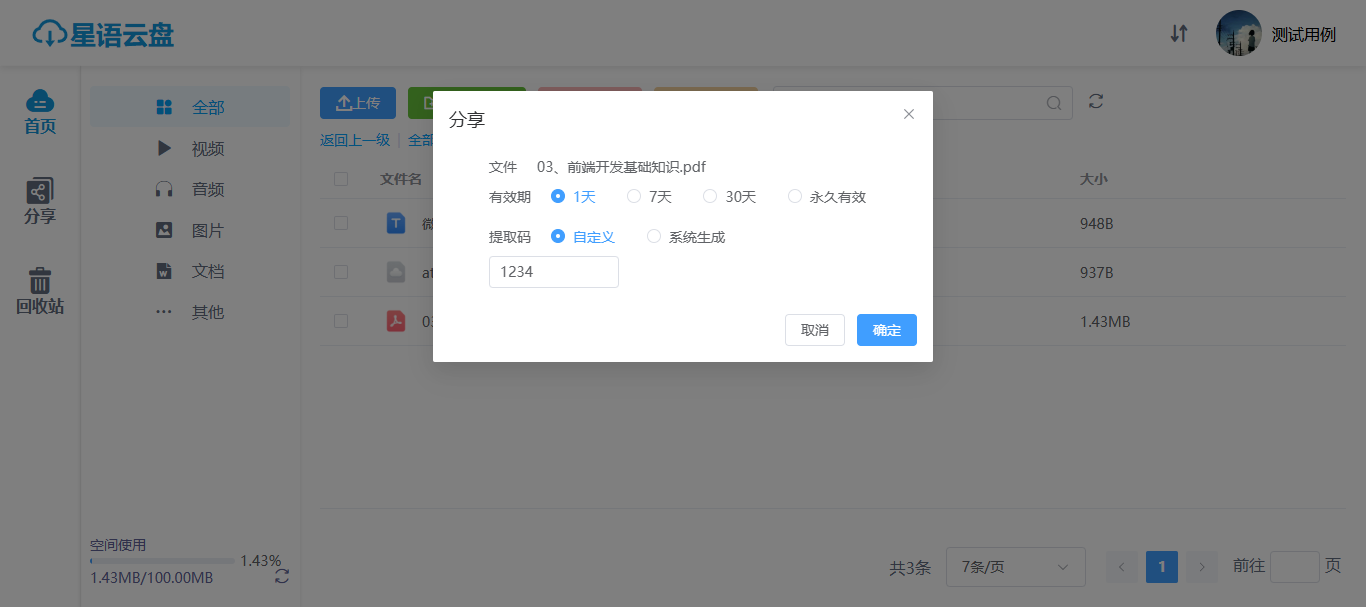 星语云盘
测试用例
首页
分享
回收站
全部
视频
音频
图片
文档
其他
空间使用
1.43%
1.43MB/100.00MB
上传
返回上一级 | 全部
文件名
大小
948B
937B
1.43MB
分享
文件 03、前端开发基础知识.pdf
有效期 1天 7天 30天 永久有效
提取码 自定义 系统生成
1234
取消 确定
共3条 7条/页 1 前往 页